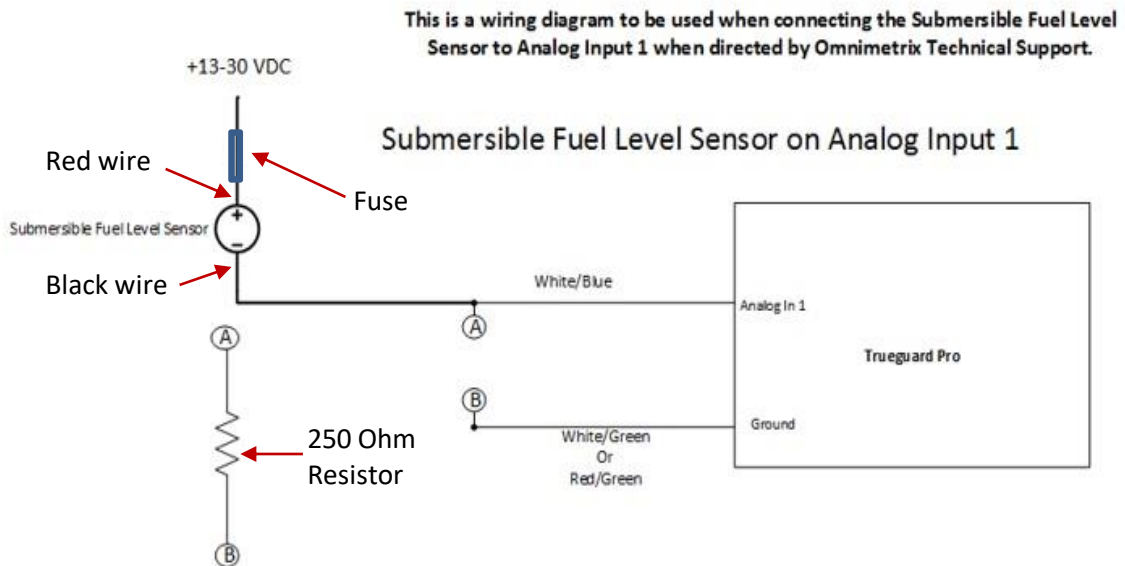 This is a wiring diagram to be used when connecting the Submersible Fuel Level
Sensor to Analog Input 1 when directed by Omnimetrix Technical Support.
+13-30 VDC
Submersible Fuel Level Sensor on Analog Input 1
Red wire
Fuse
+
Submersible Fuel Level Sensor
−
Black wire
White/Blue
Analog In 1
A
A
Trueguard Pro
B
Ground
White/Green
Or
Red/Green
250 Ohm
Resistor
B